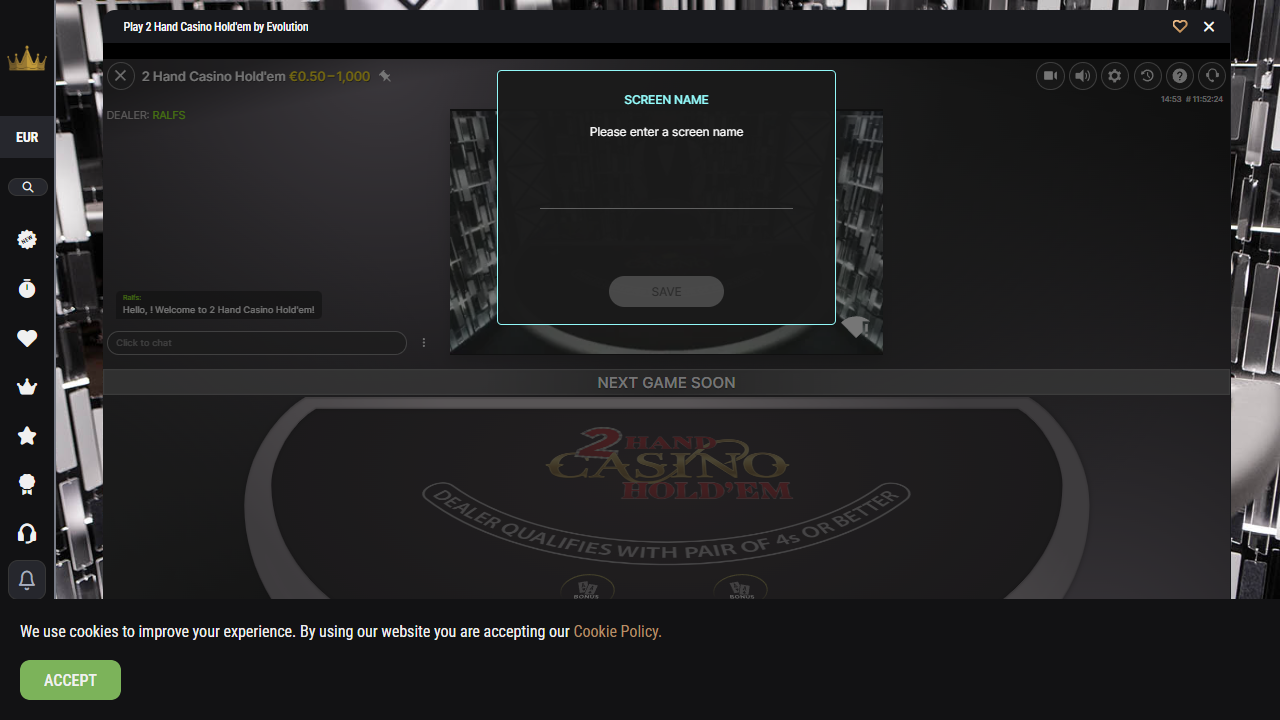 Play 2 Hand Casino Hold'em by Evolution
2 Hand Casino Hold'em €0.50–1,000
14:53 # 11:52:24
DEALER: RALFS
EUR
NEW
SCREEN NAME
Please enter a screen name
SAVE
Ralfs:
Hello, ! Welcome to 2 Hand Casino Hold'em!
Click to chat
NEXT GAME SOON
2 HAND
CASINO
HOLD'EM
DEALER QUALIFIES WITH PAIR OF 4s OR BETTER
BONUS
BONUS
We use cookies to improve your experience. By using our website you are accepting our Cookie Policy.
ACCEPT